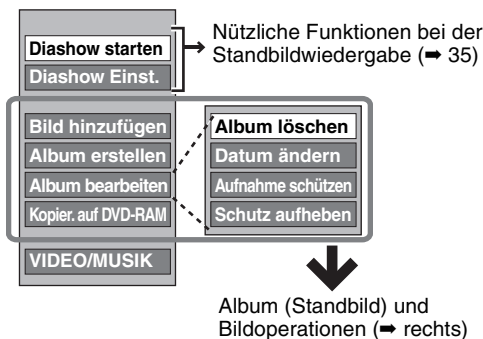 Diashow starten
Diashow Einst.
Nützliche Funktionen bei der
Standbildwiedergabe (➡ 35)
Bild hinzufügen
Album erstellen
Album bearbeiten
Kopier. auf DVD-RAM
Album löschen
Datum ändern
Aufnahme schützen
Schutz aufheben
VIDEO/MUSIK
Album (Standbild) und
Bildoperationen (➡ rechts)